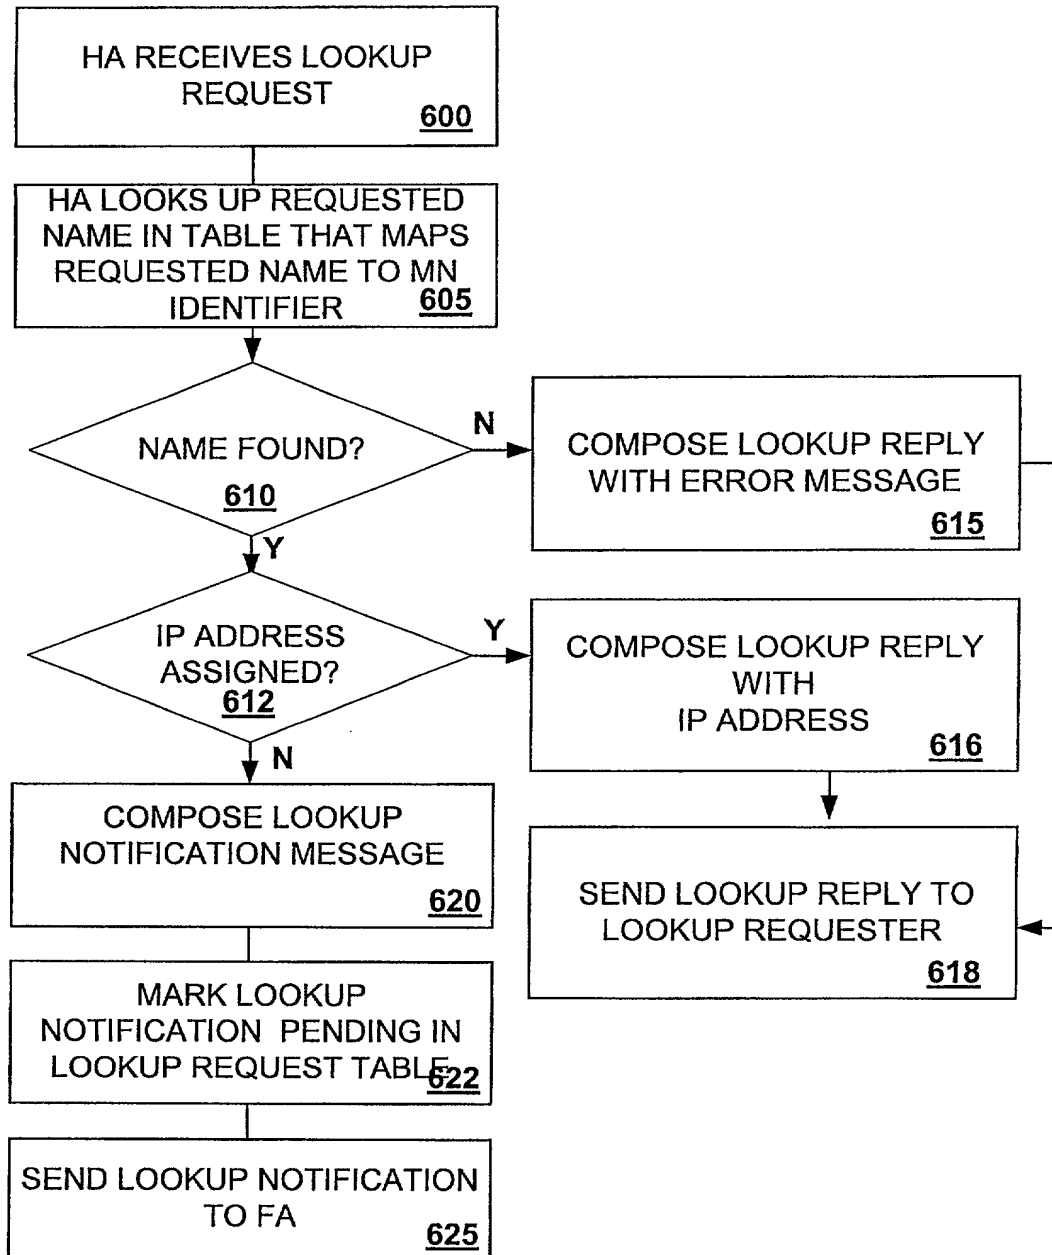 HA RECEIVES LOOKUP
REQUEST
600
HA LOOKS UP REQUESTED
NAME IN TABLE THAT MAPS
REQUESTED NAME TO MN
IDENTIFIER
605
NAME FOUND?
610
N
COMPOSE LOOKUP REPLY
WITH ERROR MESSAGE
615
Y
IP ADDRESS
ASSIGNED?
612
Y
COMPOSE LOOKUP REPLY
WITH
IP ADDRESS
616
N
COMPOSE LOOKUP
NOTIFICATION MESSAGE
620
SEND LOOKUP REPLY TO
LOOKUP REQUESTER
618
MARK LOOKUP
NOTIFICATION PENDING IN
LOOKUP REQUEST TABLE
622
SEND LOOKUP NOTIFICATION
TO FA
625